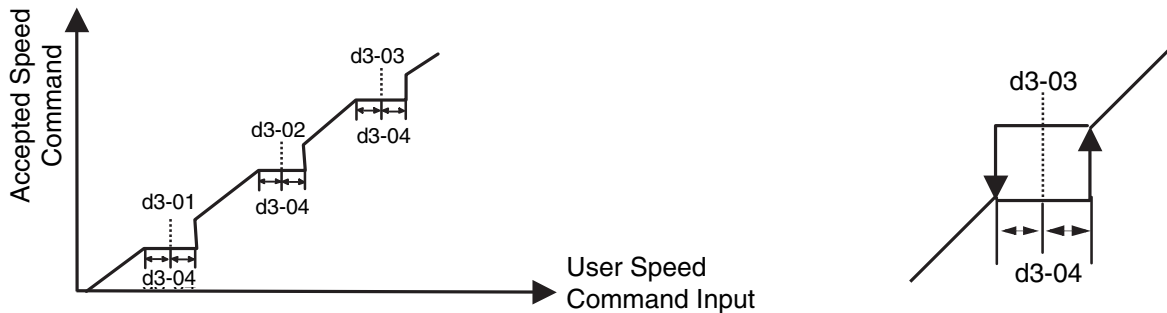 Accepted Speed
Command
d3-03
d3-04
d3-02
d3-04
d3-01
d3-04
User Speed
Command Input
d3-03
d3-04